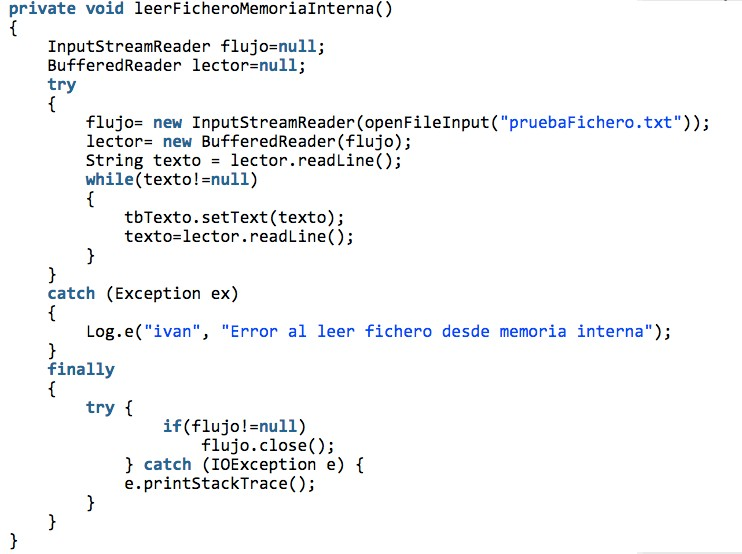 private void leerFicheroMemoriaInterna()
{
    InputStreamReader flujo=null;
    BufferedReader lector=null;
    try
    {
        flujo= new InputStreamReader(openFileInput("pruebaFichero.txt"));
        lector= new BufferedReader(flujo);
        String texto = lector.readLine();
        while(texto!=null)
        {
            tbTexto.setText(texto);
            texto=lector.readLine();
        }
    }
    catch (Exception ex)
    {
        Log.e("ivan", "Error al leer fichero desde memoria interna");
    }
    finally
    {
        try {
                if(flujo!=null)
                    flujo.close();
            } catch (IOException e) {
            e.printStackTrace();
        }
    }
}